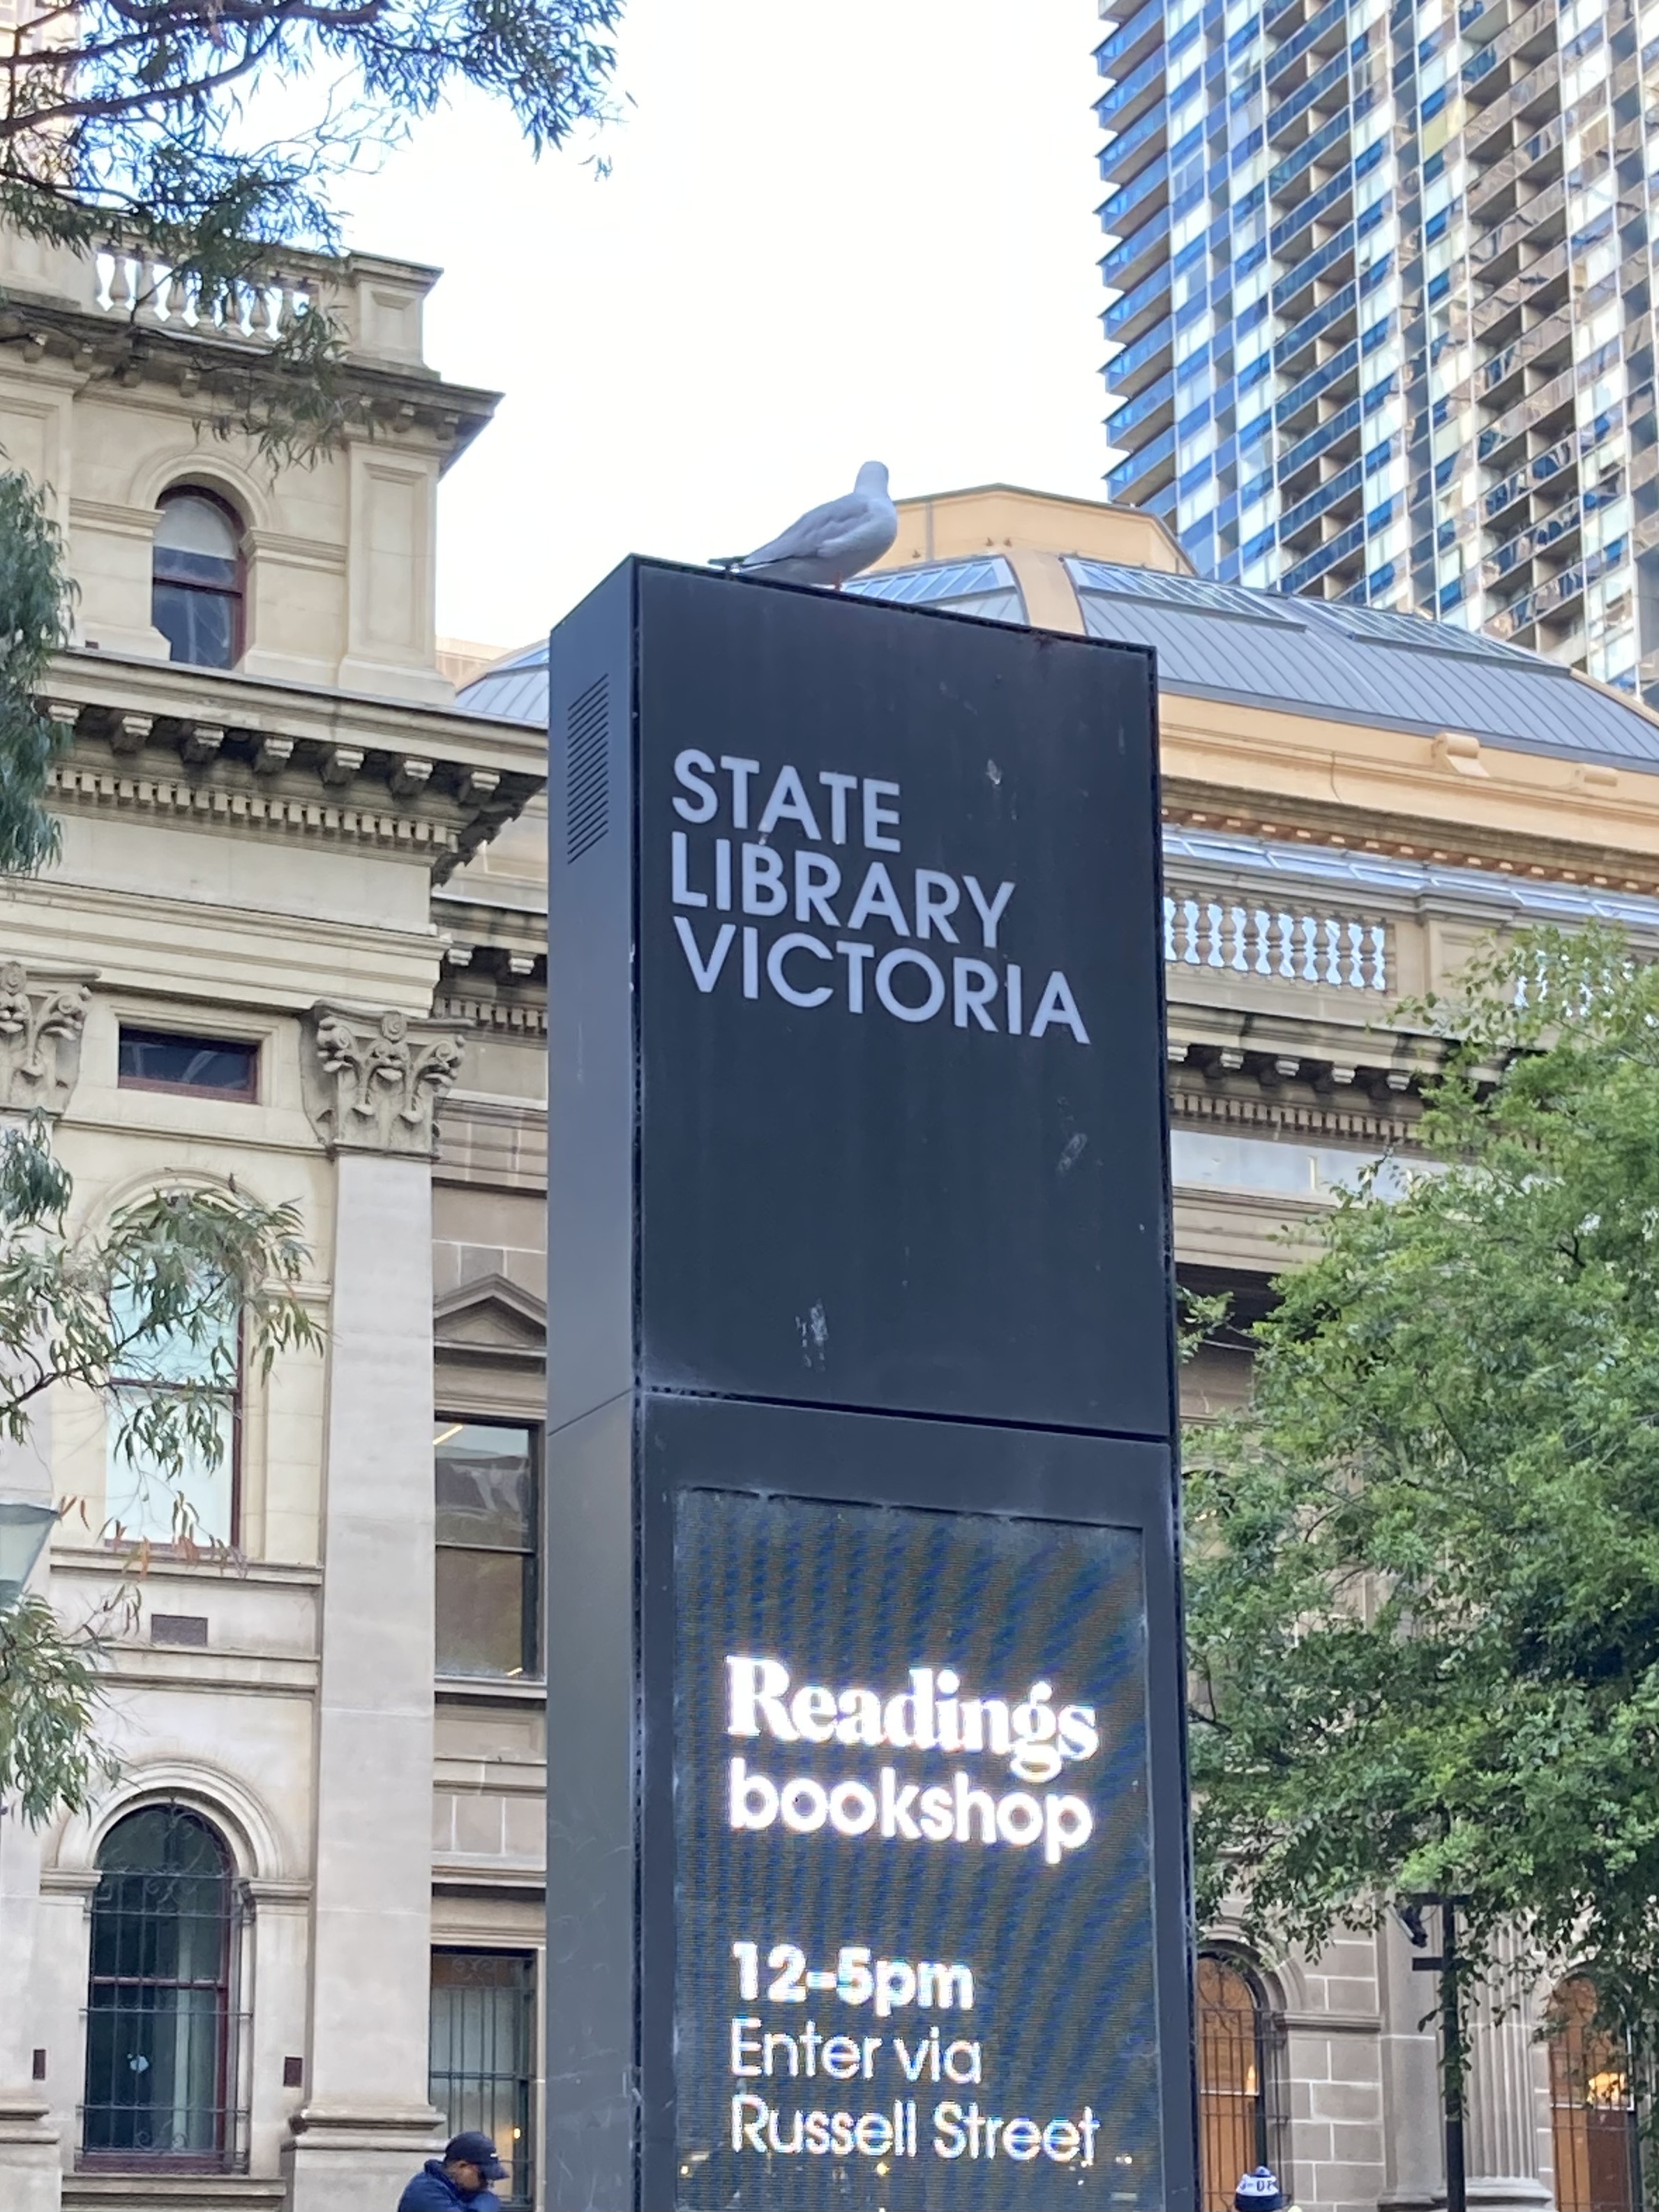 STATE
LIBRARY
VICTORIA
Readings
bookshop
12-5pm
Enter via
Russell Street